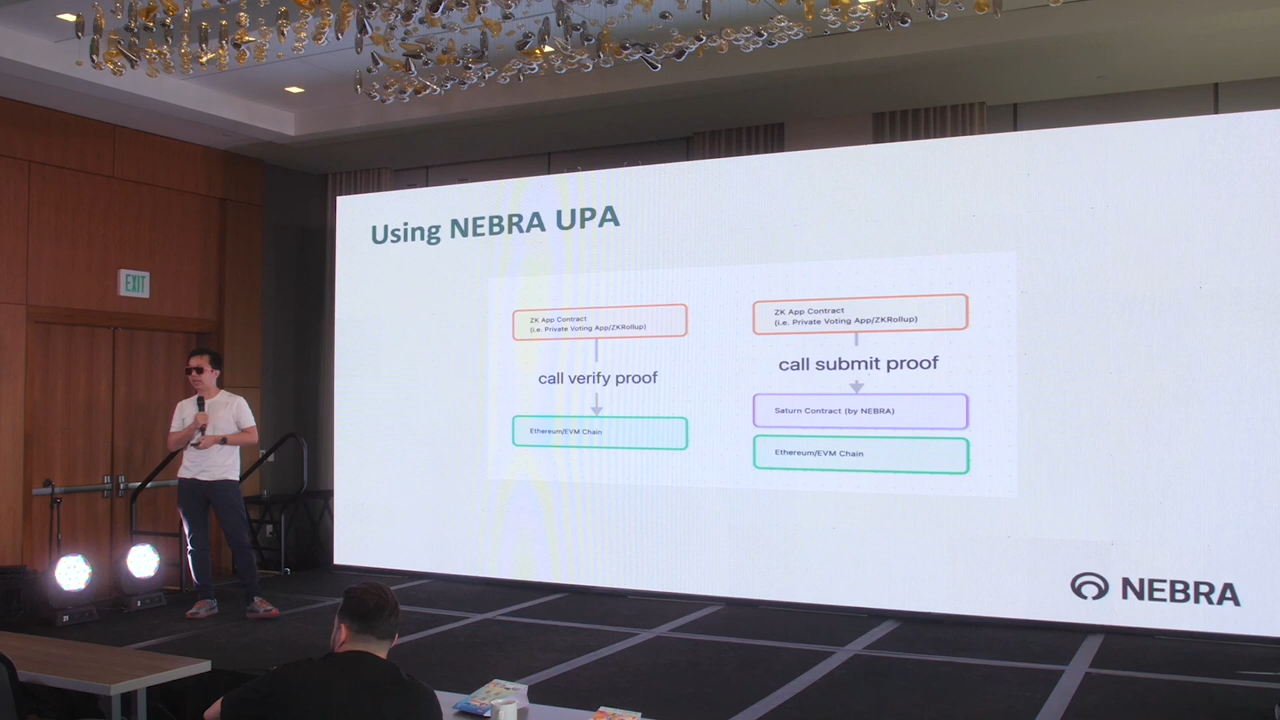 EXIT
Using NEBRA UPA
ZK App Contract
(i.e. Private Voting App/ZKRollup)
call verify proof
Ethereum/EVM Chain
ZK App Contract
(i.e. Private Voting App/ZKRollup)
call submit proof
Saturn Contract (by NEBRA)
Ethereum/EVM Chain
NEBRA